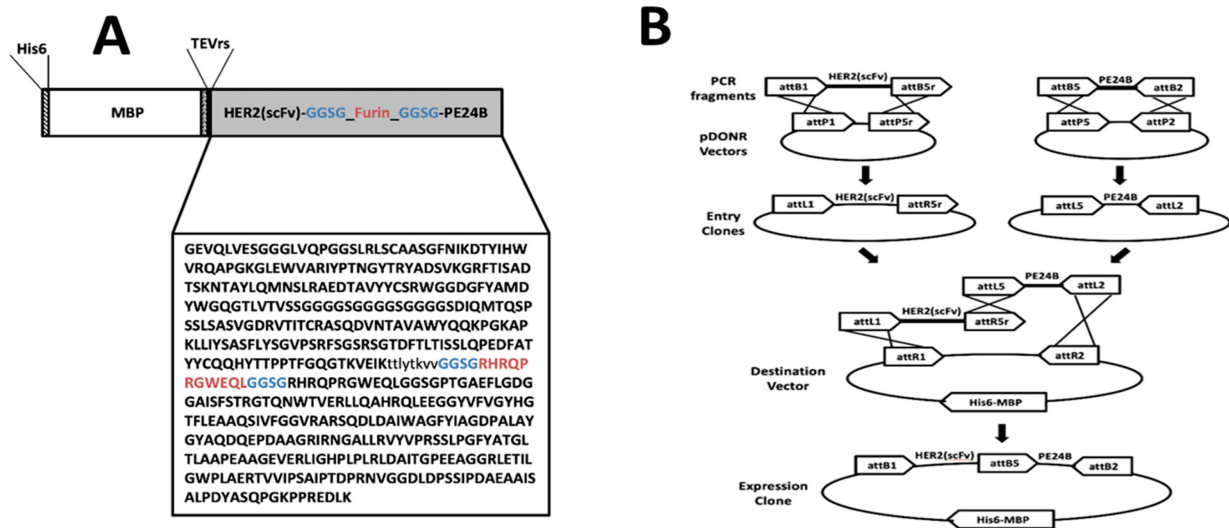 A
His6
TEVrs
MBP
HER2(scFv)-GGSG_Furin_GGSG-PE24B
GEVQLVESGGGLVQPGGSLRLSCAASGFNIKDTYIHW
VRQAPGKGLEWVARIYPTNGYTRYADSVKGRFTISAD
TSKNTAYLQMNSLRAEDTAVYYCSRWGGDGFYAMD
YWGQGTLVTVSSGGGGSGGGGSGGGGSDIQMTQSP
SSLSASVGDRVTITCRASQDVNTAVAWYQQKPGKAP
KLLIYSASFLYSGVPSRFSGSRSGTDFTLTISSLQPEDFAT
YYCQQHYTTPPTFGQGTKVEIKttlytkvvGGSGRHRQP
RGWEQLGGSGRHRQPRGWEQLGGSGPTGAEFLGDG
GAISFSTRGTQNWTVERLLQAHRQLEEGGYVFVGYHG
TFLEAAQSIVFGGVRARSQDLDAIWAGFYIAGDPALAY
GYAQDQEPDAAGRIRNGALLRVYVPRSSLPGFYATGL
TLAAPEAAGEVERLIGHPLPLRLDAITGPEEAGGRLETIL
GWPLAERTVVIPSAIPTDPRNVGGDLDPSSIPDAEAAIS
ALPDYASQPGKPPREDLK
B
PCR
fragments
attB1
HER2(scFv)
attB5r
attB5
PE24B
attB2
pDONR
Vectors
attP1
attP5r
attP5
attP2
Entry
Clones
attL1
HER2(scFv)
attR5r
attL5
PE24B
attL2
attL5
PE24B
attL2
attL1
HER2(scFv)
attR5r
Destination
Vector
attR1
attR2
His6-MBP
Expression
Clone
attB1
HER2(scFv)
attB5
PE24B
attB2
His6-MBP